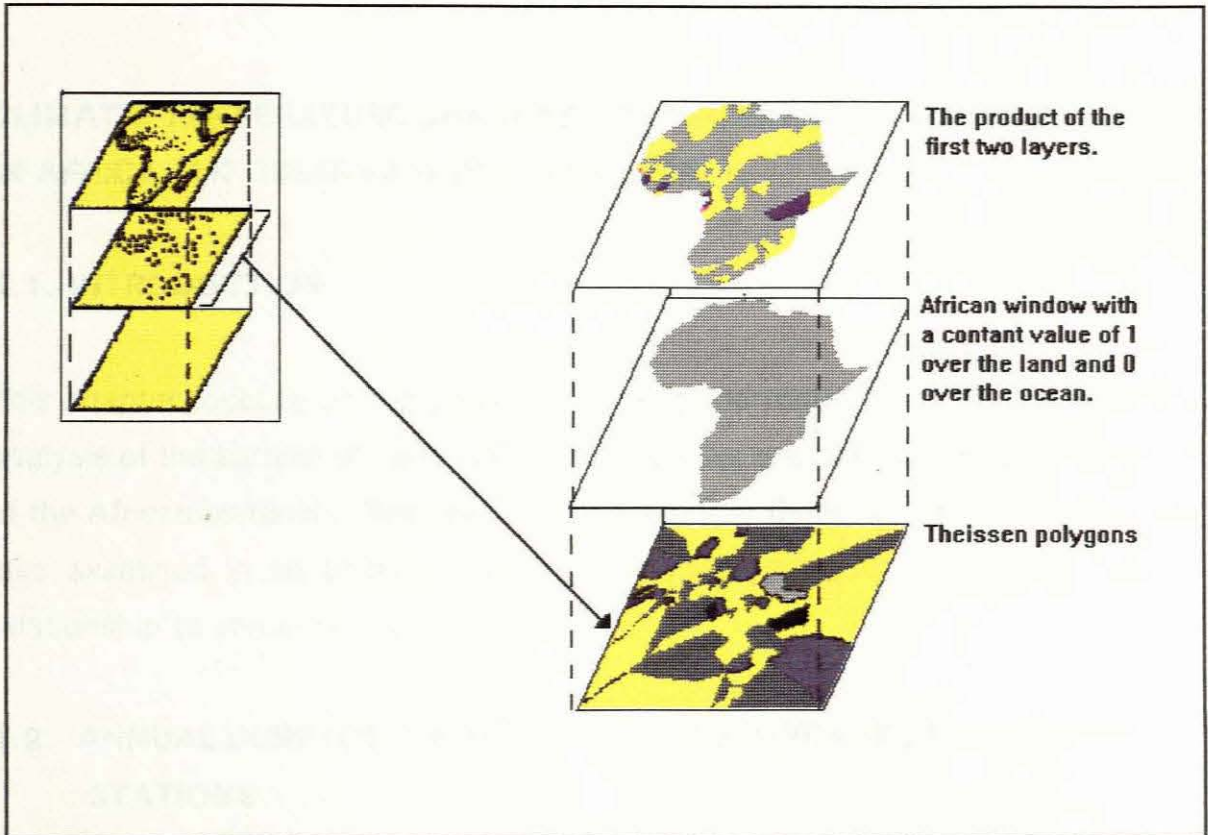 The product of the
first two layers.
African window with
a contant value of 1
over the land and 0
over the ocean.
Theissen polygons